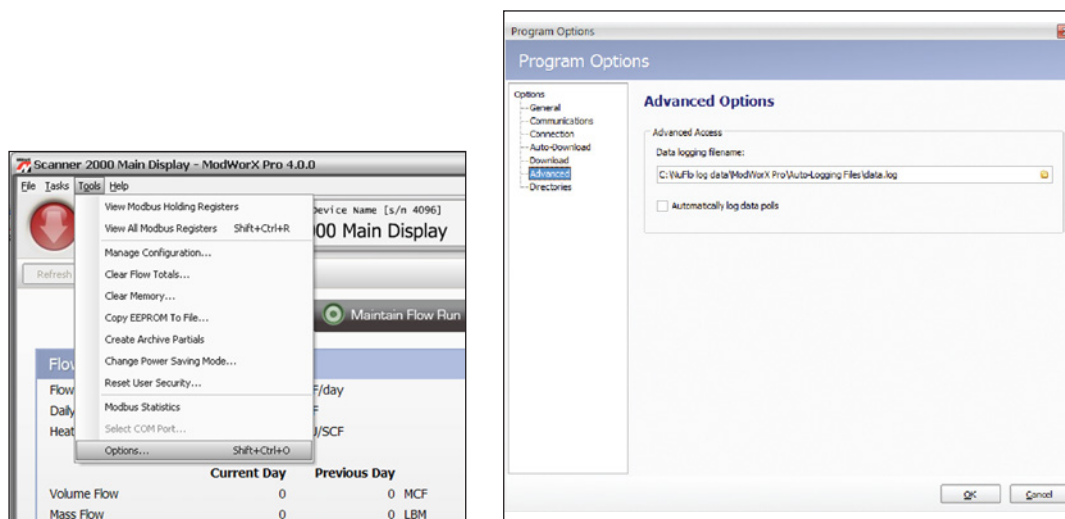 Scanner 2000 Main Display - ModWorX Pro 4.0.0
File Tasks Tools Help
View Modbus Holding Registers
View All Modbus Registers Shift+Ctrl+R
Manage Configuration...
Clear Flow Totals...
Clear Memory...
Copy EEPROM To File...
Create Archive Partials
Change Power Saving Mode...
Reset User Security...
Modbus Statistics
Select COM Port...
Options... Shift+Ctrl+O
Device Name [s/n 4096]
00 Main Display
Refresh
Maintain Flow Run
Flow
Flow F/day
Daily F
Heat J/SCF
Current Day Previous Day
Volume Flow 0 0 MCF
Mass Flow 0 0 LBM
Program Options
Program Options
Options
General
Communications
Connection
Auto-Download
Download
Advanced
Directories
Advanced Options
Advanced Access
Data logging filename:
C:\NuFlo log data\ModWorX Pro\Auto-Logging Files\data.log
Automatically log data polls
OK Cancel